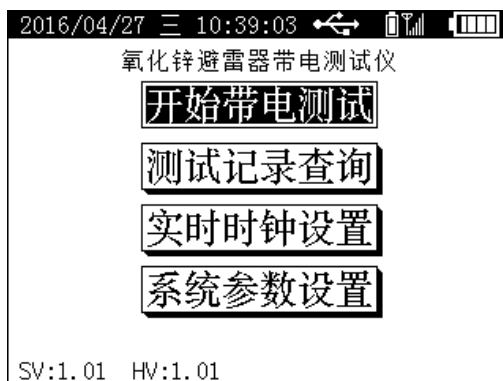 2016/04/27 三 10:39:03
氧化锌避雷器带电测试仪
开始带电测试
测试记录查询
实时时钟设置
系统参数设置
SV:1.01 HV:1.01